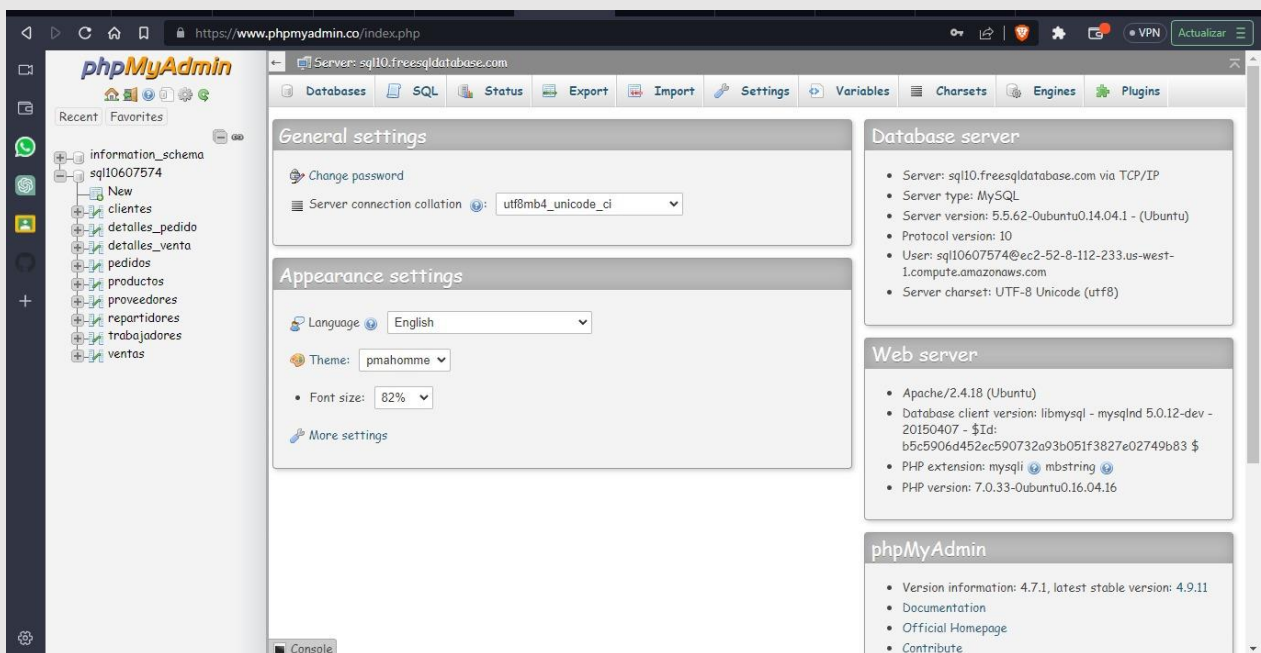 https://www.phpmyadmin.co/index.php
VPN
Actualizar
phpMyAdmin
Recent Favorites
information_schema
sql10607574
New
clientes
detalles_pedido
detalles_venta
pedidos
productos
proveedores
repartidores
trabajadores
ventas
Server: sql10.freesqldatabase.com
Databases SQL Status Export Import Settings Variables Charsets Engines Plugins
General settings
Change password
Server connection collation : utf8mb4_unicode_ci
Appearance settings
Language English
Theme: pmahomme
• Font size: 82%
More settings
Console
Database server
• Server: sql10.freesqldatabase.com via TCP/IP
• Server type: MySQL
• Server version: 5.5.62-0ubuntu0.14.04.1 - (Ubuntu)
• Protocol version: 10
• User: sql10607574@ec2-52-8-112-233.us-west-
1.compute.amazonaws.com
• Server charset: UTF-8 Unicode (utf8)
Web server
• Apache/2.4.18 (Ubuntu)
• Database client version: libmysql - mysqlnd 5.0.12-dev -
20150407 - $Id:
b5c5906d452ec590732a93b051f3827e02749b83 $
• PHP extension: mysqli mbstring
• PHP version: 7.0.33-0ubuntu0.16.04.16
phpMyAdmin
• Version information: 4.7.1, latest stable version: 4.9.11
• Documentation
• Official Homepage
• Contribute